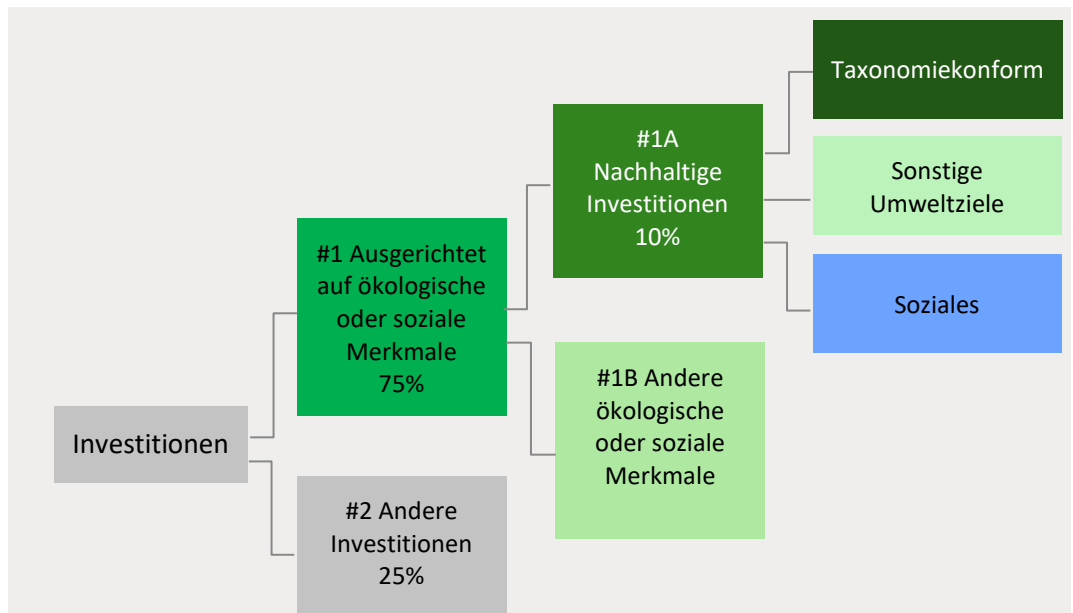 Investitionen
#1 Ausgerichtet
auf ökologische
oder soziale
Merkmale
75%
#2 Andere
Investitionen
25%
#1A
Nachhaltige
Investitionen
10%
#1B Andere
ökologische
oder soziale
Merkmale
Taxonomiekonform
Sonstige
Umweltziele
Soziales